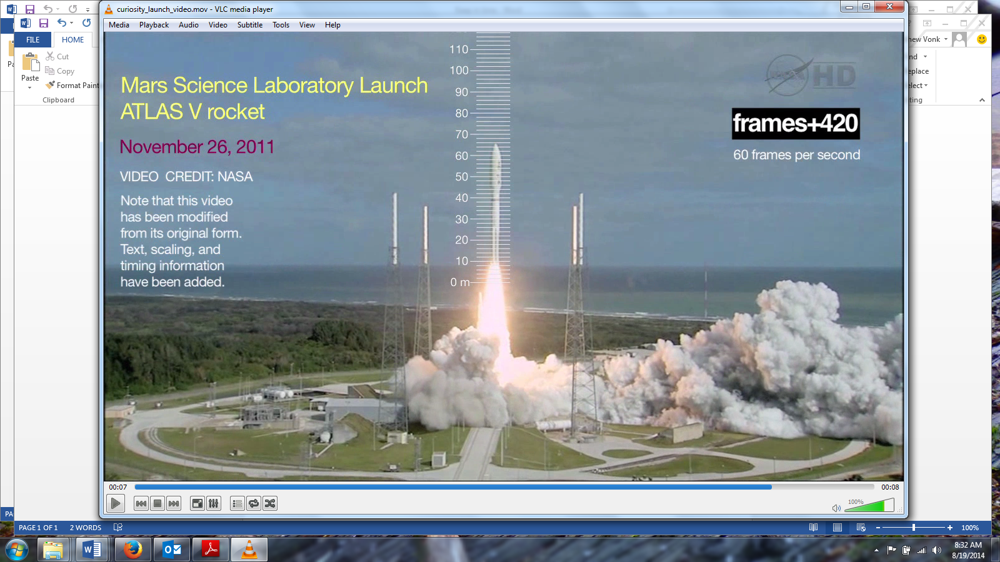 curiosity_launch_video.mov - VLC media player
Media Playback Audio Video Subtitle Tools View Help
FILE HOME
Cut
Copy
Paste
Format Paint
Clipboard
new Vonk
nd
eplace
elect
ting
Mars Science Laboratory Launch
ATLAS V rocket
November 26, 2011
VIDEO CREDIT: NASA
Note that this video
has been modified
from its original form.
Text, scaling, and
timing information
have been added.
110
100
90
80
70
60
50
40
30
20
10
0 m
HD
frames+420
60 frames per second
00:07
00:08
100%
Pa
PA
PAGE 1 OF 1 2 WORDS
100%
8:32 AM
8/19/2014